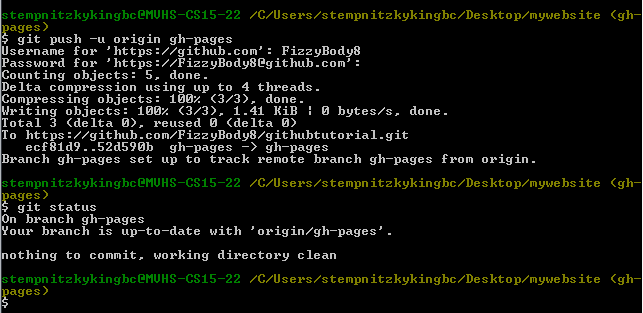 stempnitzkykingbc@MVHS-CS15-22 /C/Users/stempnitzkykingbc/Desktop/mywebsite (gh-
pages)
$ git push -u origin gh-pages
Username for 'https://github.com': FizzyBody8
Password for 'https://FizzyBody8@github.com':
Counting objects: 5, done.
Delta compression using up to 4 threads.
Compressing objects: 100% (3/3), done.
Writing objects: 100% (3/3), 1.41 KiB | 0 bytes/s, done.
Total 3 (delta 0), reused 0 (delta 0)
To https://github.com/FizzyBody8/githubtutorial.git
   ecf81d9..52d590b  gh-pages -> gh-pages
Branch gh-pages set up to track remote branch gh-pages from origin.
stempnitzkykingbc@MVHS-CS15-22 /C/Users/stempnitzkykingbc/Desktop/mywebsite (gh-
pages)
$ git status
On branch gh-pages
Your branch is up-to-date with 'origin/gh-pages'.
nothing to commit, working directory clean
stempnitzkykingbc@MVHS-CS15-22 /C/Users/stempnitzkykingbc/Desktop/mywebsite (gh-
pages)
$